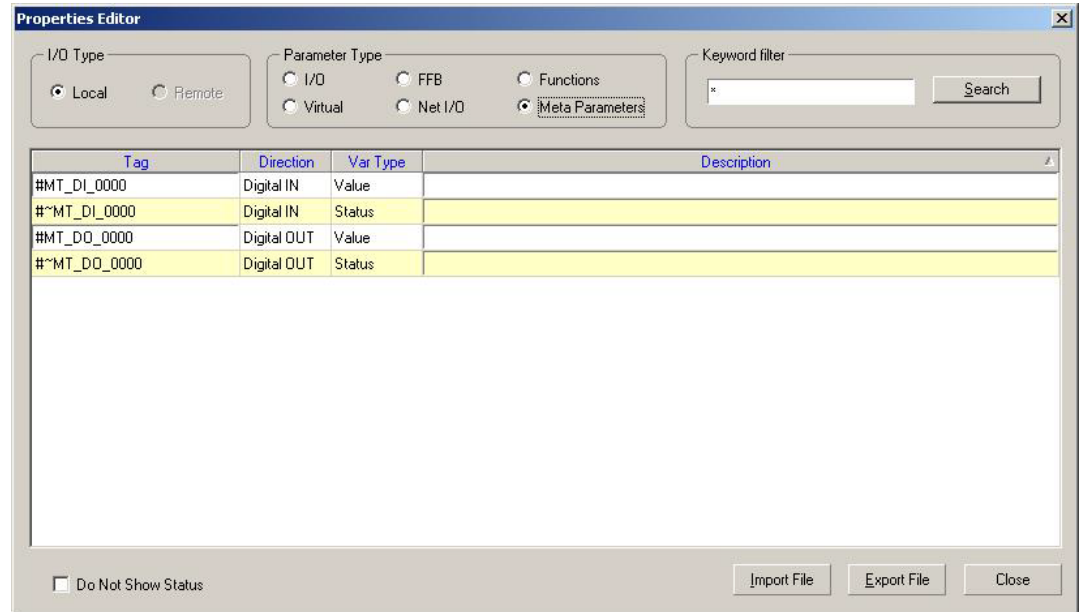 Properties Editor
I/O Type
Local
Remote
Parameter Type
I/O
FFB
Functions
Virtual
Net I/O
Meta Parameters
Keyword filter
*
Search
Tag Direction Var Type Description
#MT_DI_0000 Digital IN Value
#~MT_DI_0000 Digital IN Status
#MT_DO_0000 Digital OUT Value
#~MT_DO_0000 Digital OUT Status
Do Not Show Status
Import File
Export File
Close